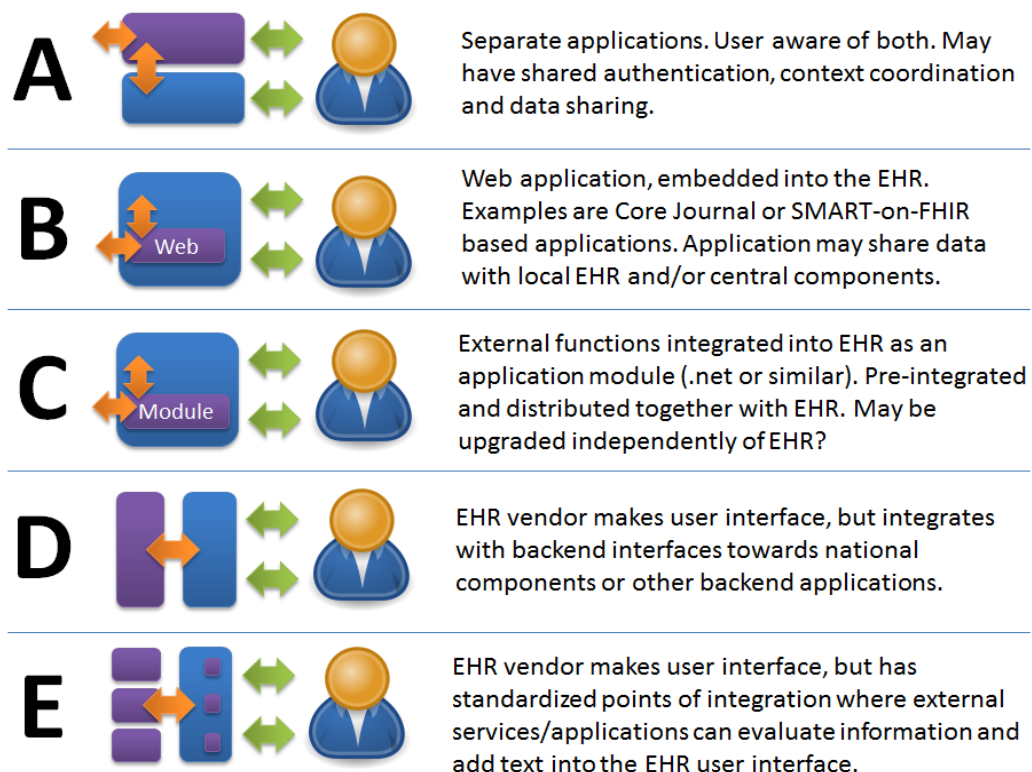 A
Separate applications. User aware of both. May
have shared authentication, context coordination
and data sharing.
B
Web
Web application, embedded into the EHR.
Examples are Core Journal or SMART-on-FHIR
based applications. Application may share data
with local EHR and/or central components.
C
Module
External functions integrated into EHR as an
application module (.net or similar). Pre-integrated
and distributed together with EHR. May be
upgraded independently of EHR?
D
EHR vendor makes user interface, but integrates
with backend interfaces towards national
components or other backend applications.
E
EHR vendor makes user interface, but has
standardized points of integration where external
services/applications can evaluate information and
add text into the EHR user interface.